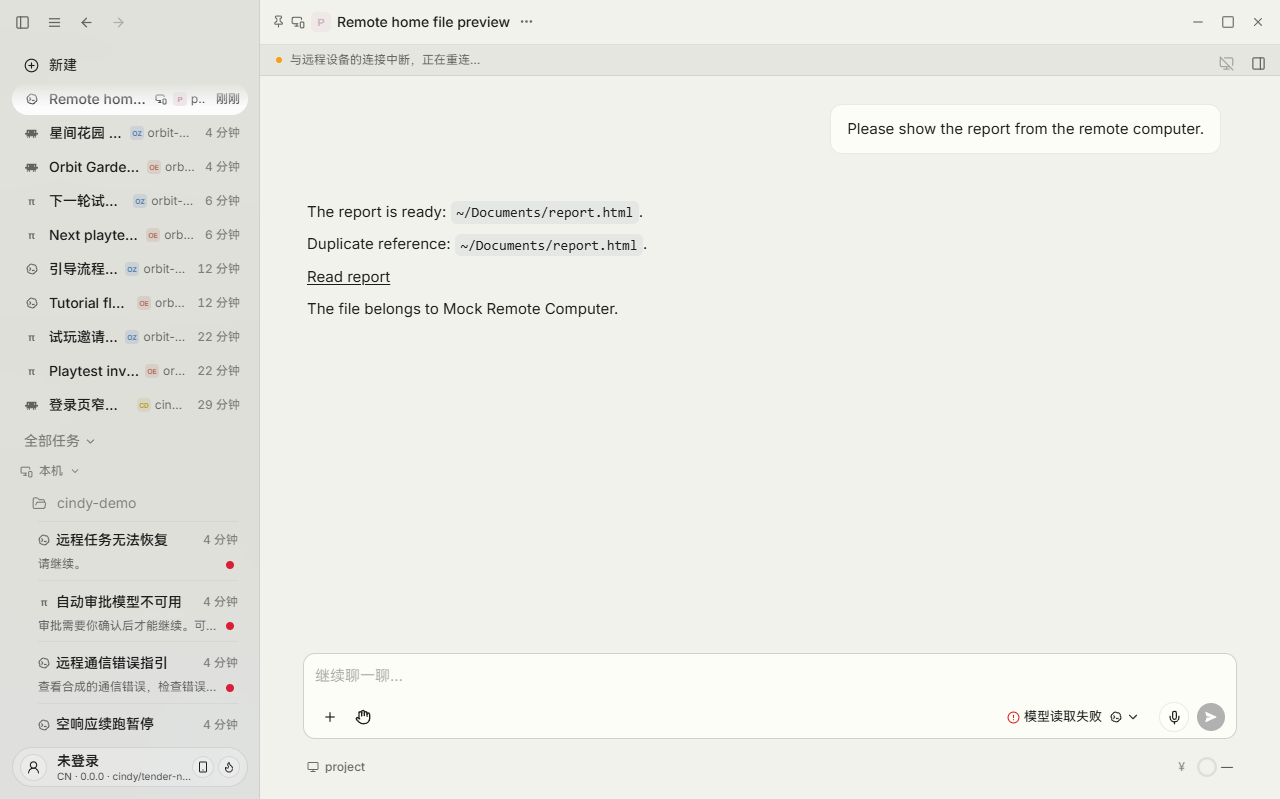 Remote home file preview
P
与远程设备的连接中断，正在重连...
新建
Remote hom... P p.. 刚刚
星间花园 ... OZ orbit-... 4 分钟
Orbit Garde... OE orb... 4 分钟
π 下一轮试... OZ orbit-... 6 分钟
π Next playte... OE orb... 6 分钟
引导流程... OZ orbit-... 12 分钟
Tutorial fl... OE orb... 12 分钟
π 试玩邀请... OZ orbit-... 22 分钟
π Playtest inv... OE or... 22 分钟
登录页窄... CD cin... 29 分钟
全部任务
本机
cindy-demo
远程任务无法恢复 4 分钟
请继续。
π 自动审批模型不可用 4 分钟
审批需要你确认后才能继续。可...
远程通信错误指引 4 分钟
查看合成的通信错误，检查错误...
空响应续跑暂停 4 分钟
未登录
CN · 0.0.0 · cindy/tender-n...
Please show the report from the remote computer.
The report is ready: ~/Documents/report.html.
Duplicate reference: ~/Documents/report.html.
Read report
The file belongs to Mock Remote Computer.
继续聊一聊...
模型读取失败
project
¥ —